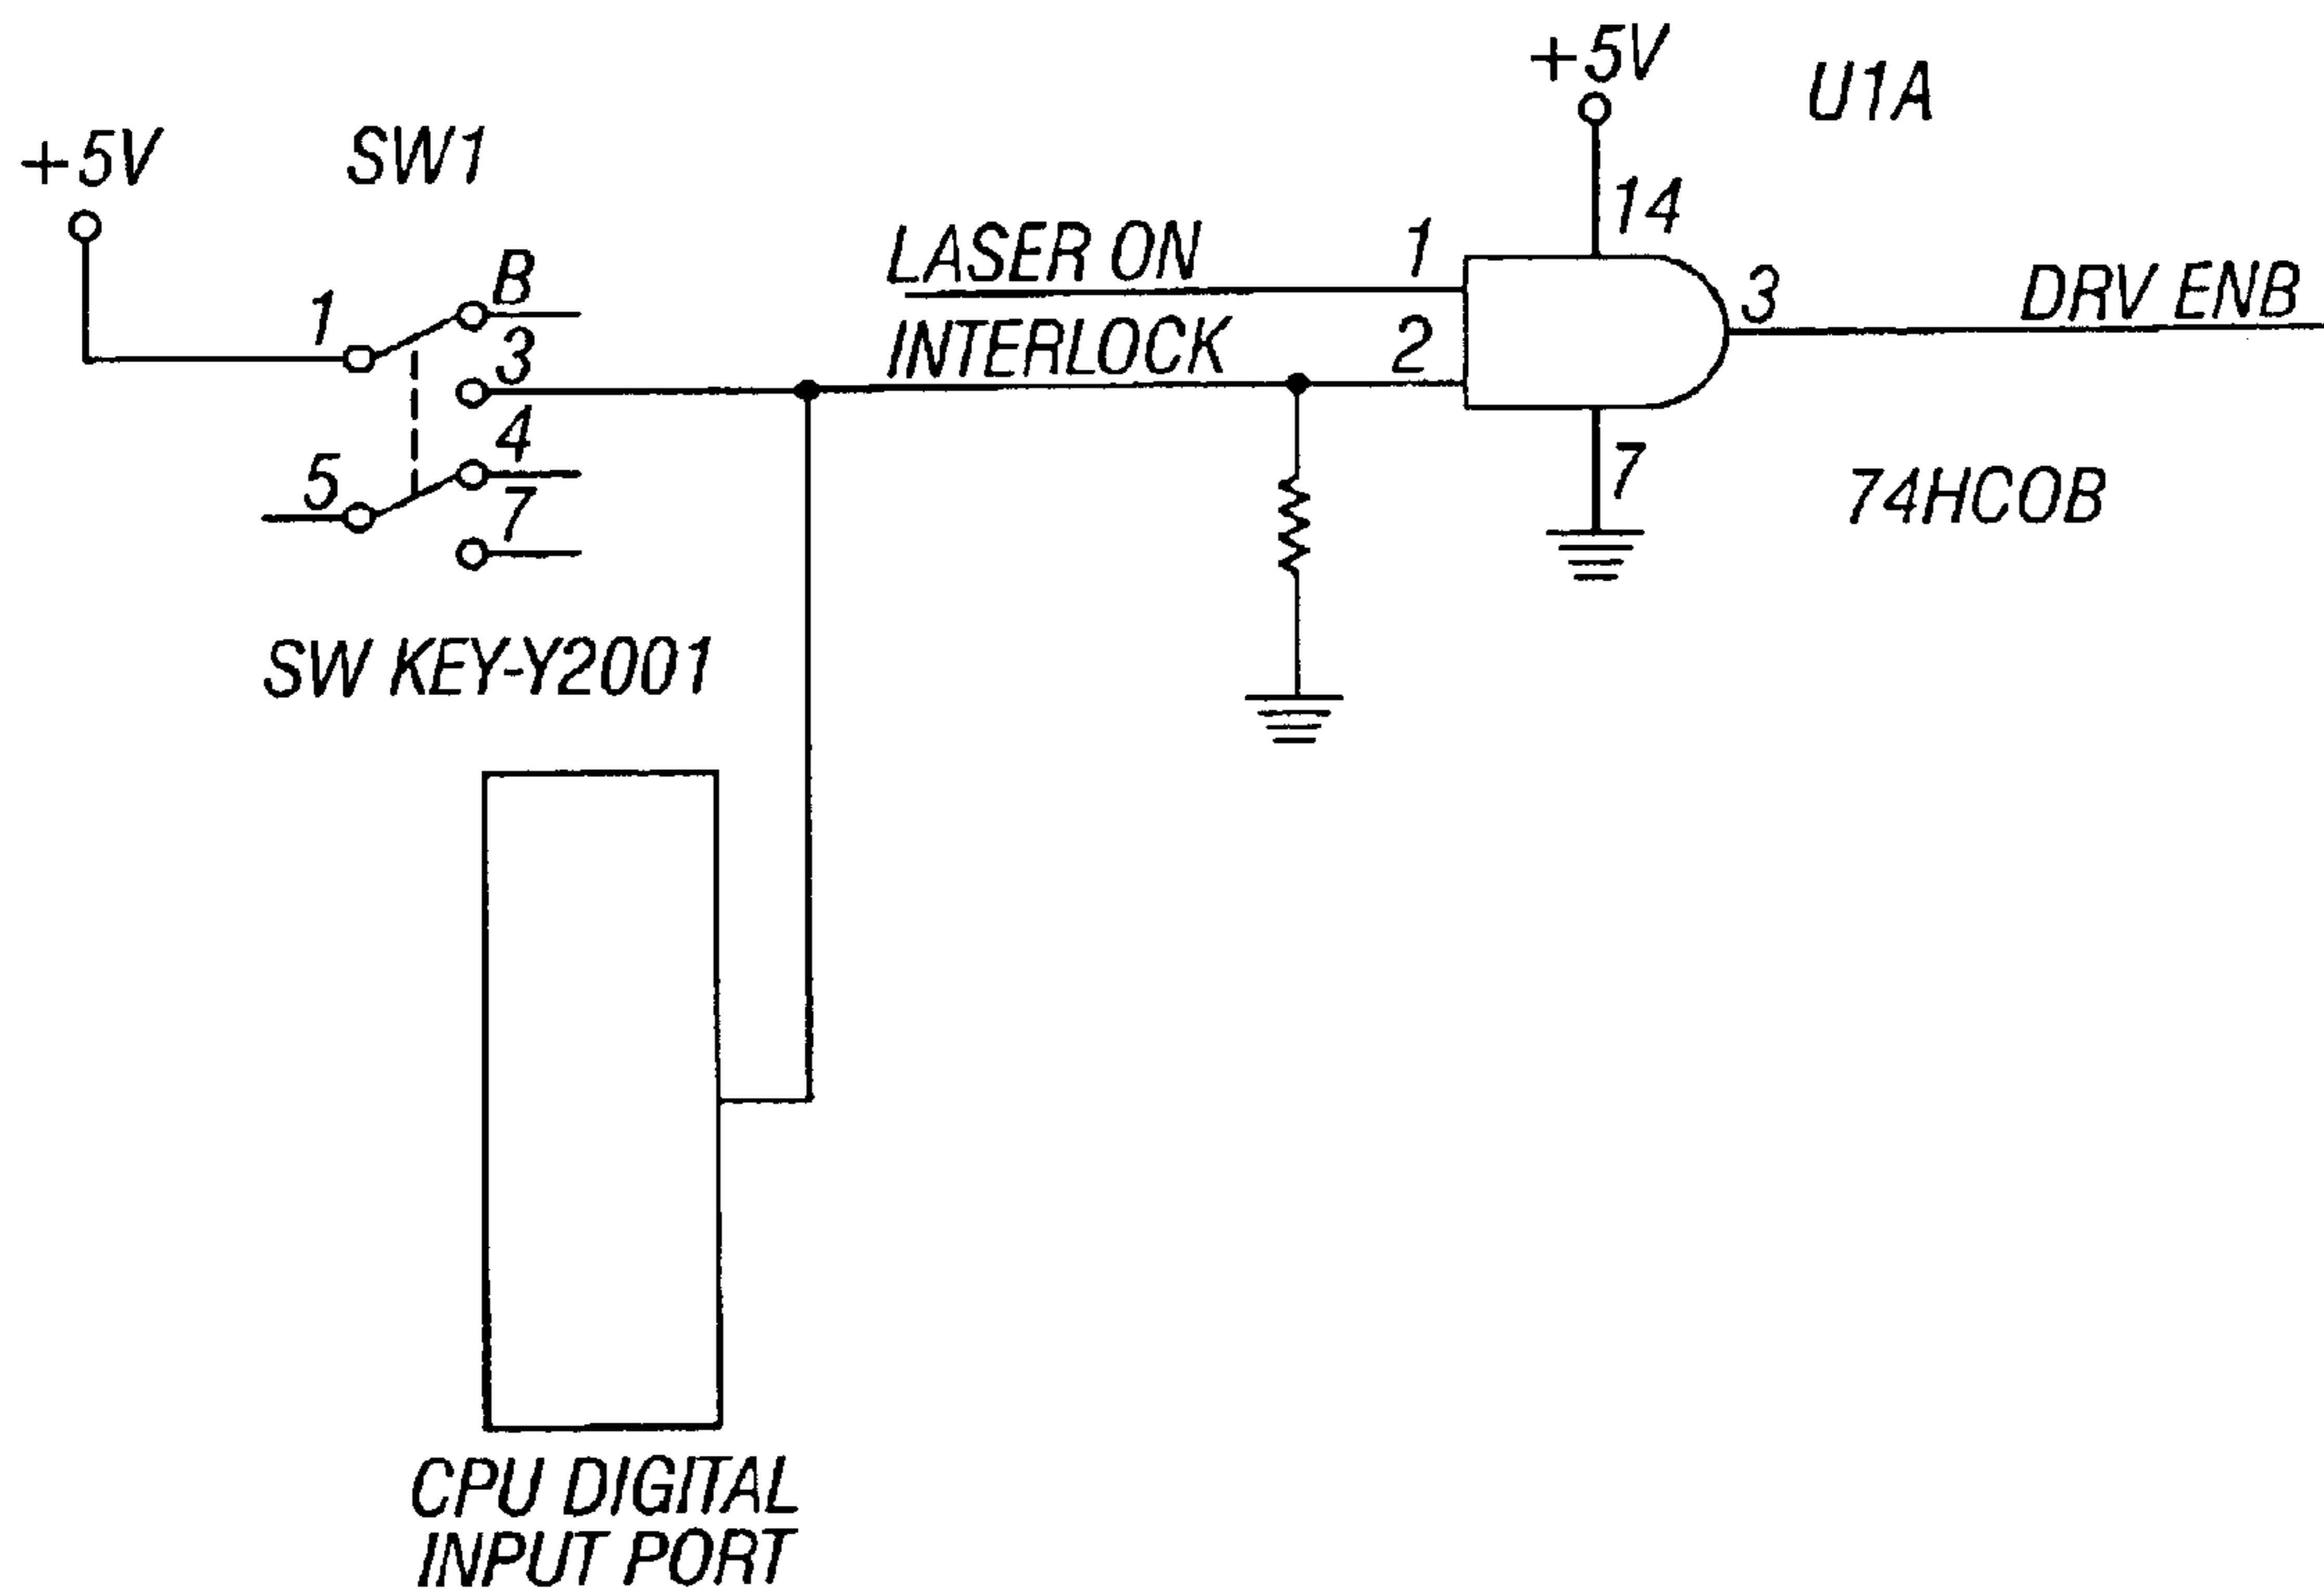 +5V
SW1
1
B
3
4
5
7
SW KEY-Y2001
LASER ON
INTERLOCK
1
2
+5V
14
U1A
3
DRV ENB
7
74HCOB
CPU DIGITAL
INPUT PORT